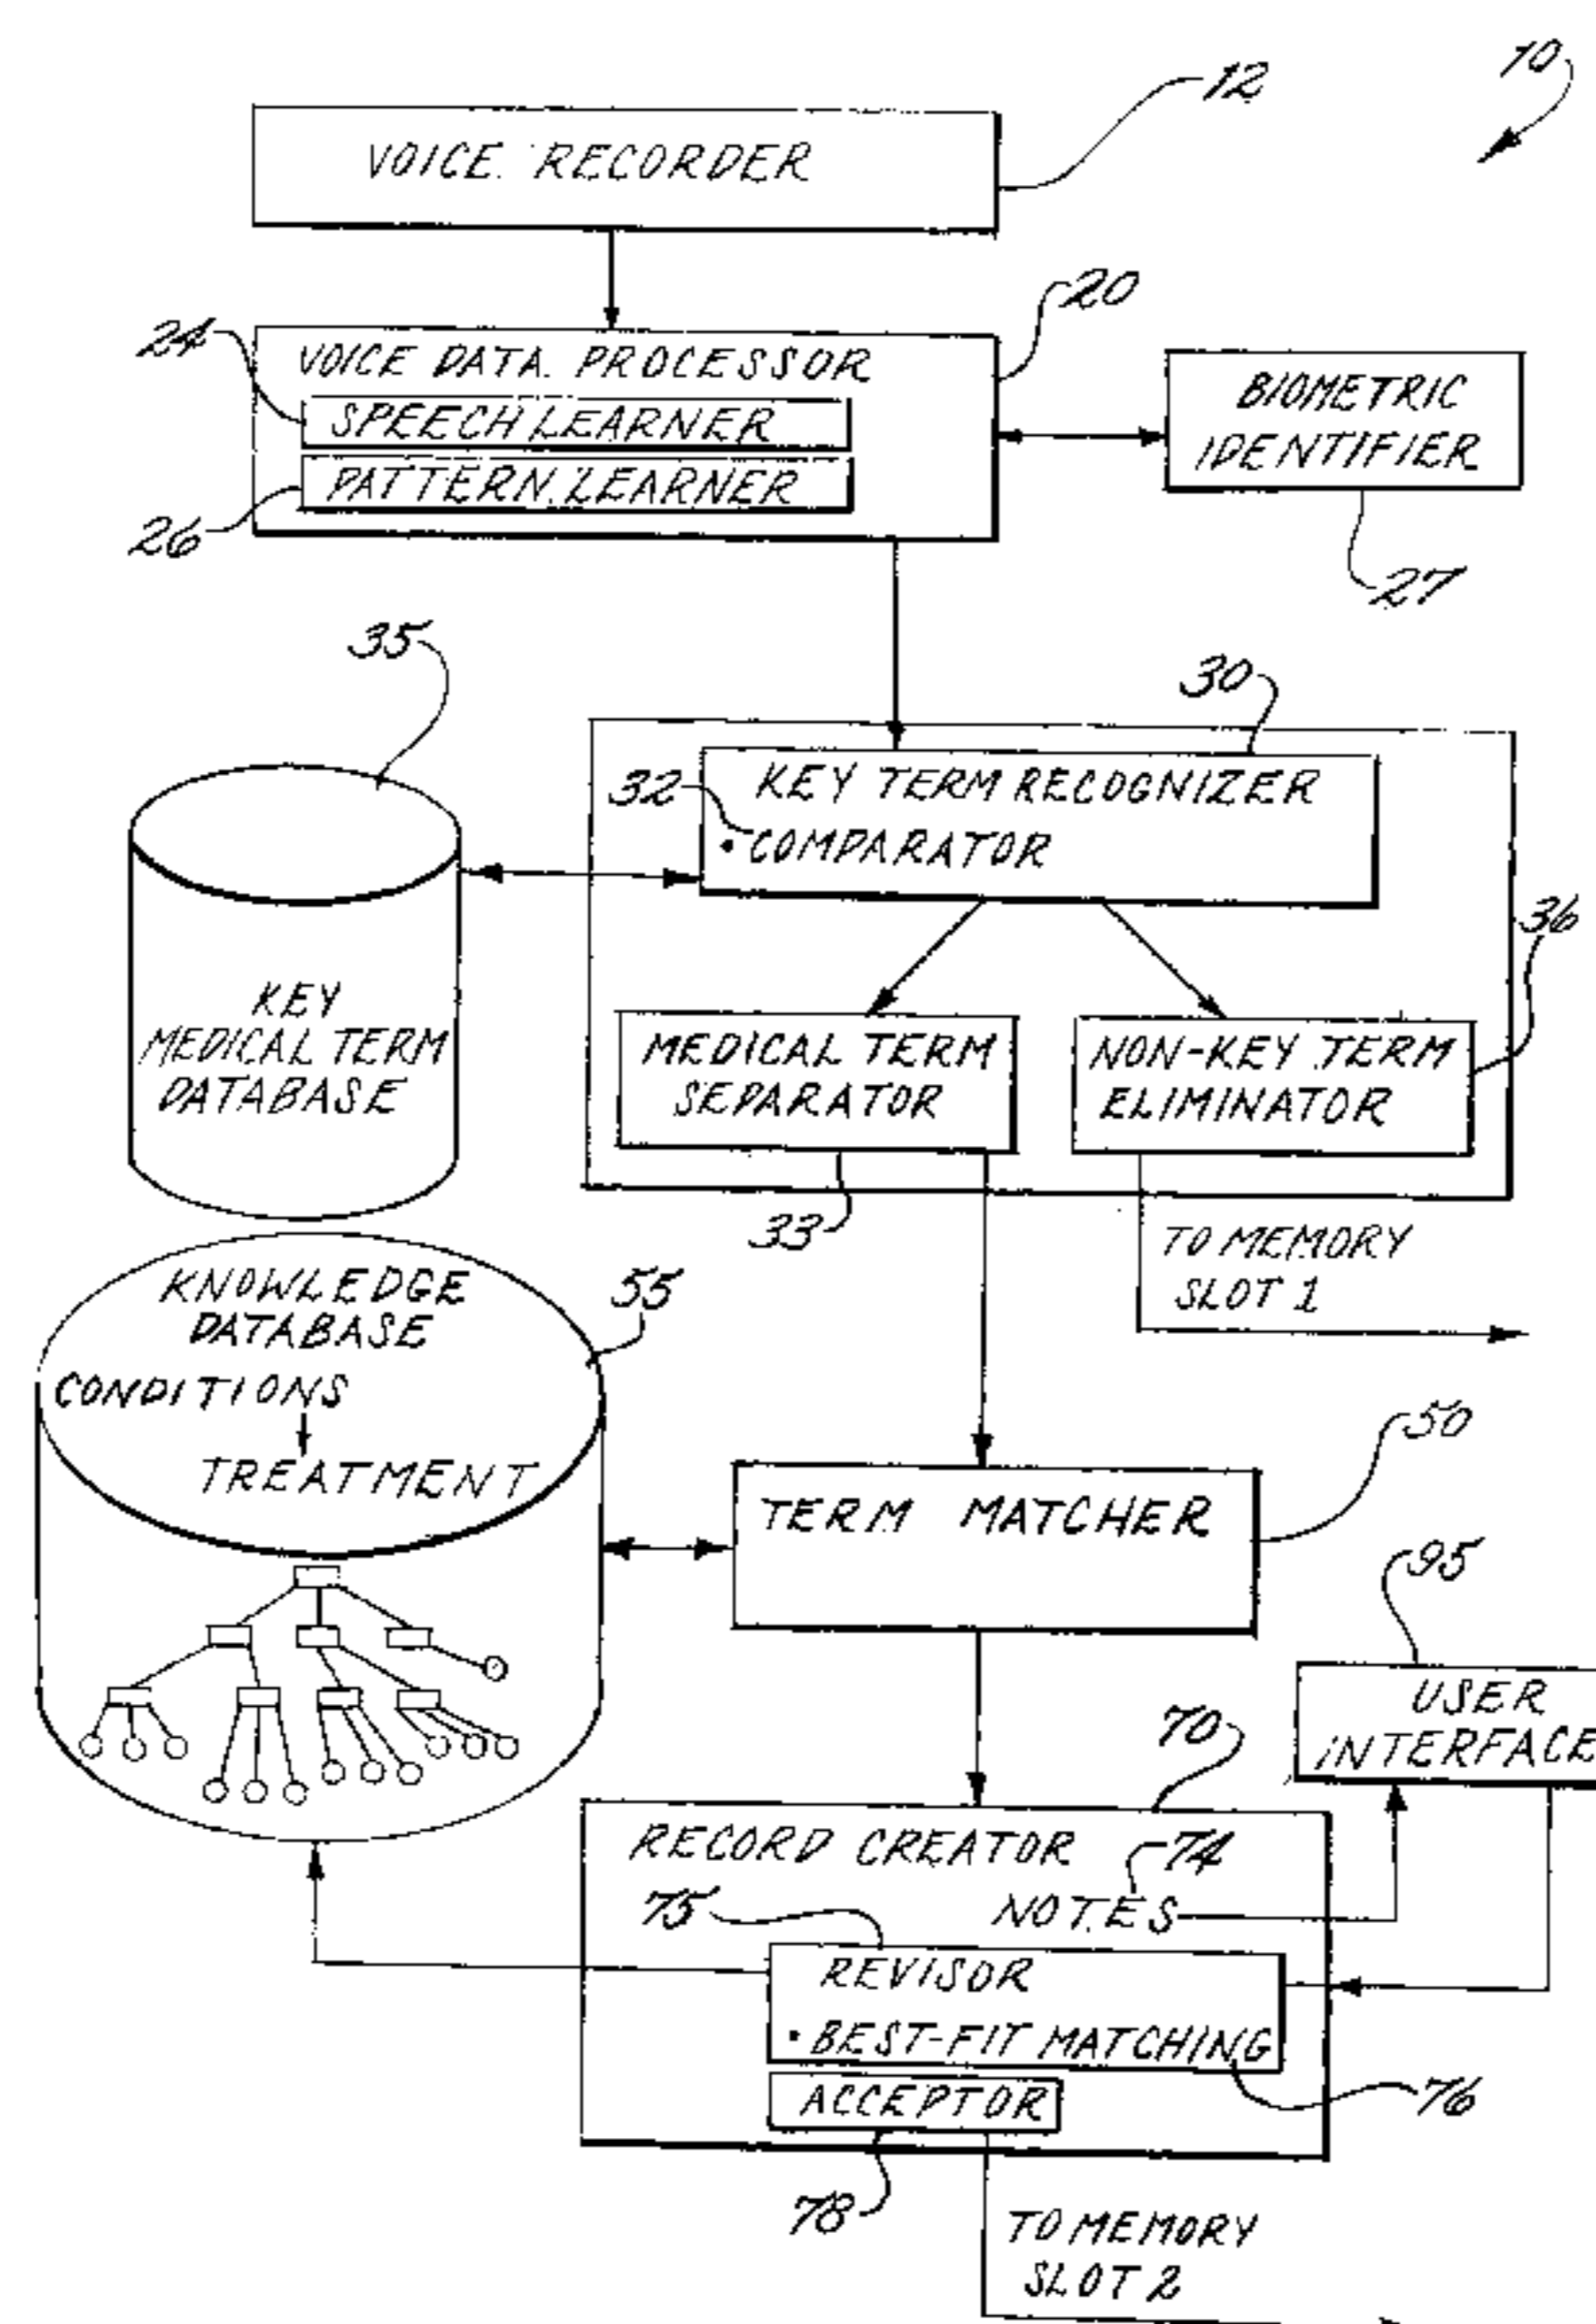 10
12
VOICE RECORDER
20
24
VOICE DATA PROCESSOR
SPEECH LEARNER
PATTERN LEARNER
26
BIOMETRIC
IDENTIFIER
27
35
30
32
KEY TERM RECOGNIZER
• COMPARATOR
36
KEY
MEDICAL TERM
DATABASE
MEDICAL TERM
SEPARATOR
NON-KEY TERM
ELIMINATOR
33
TO MEMORY
SLOT 1
KNOWLEDGE
DATABASE
CONDITIONS
TREATMENT
55
50
TERM MATCHER
95
USER
INTERFACE
70
RECORD CREATOR
74
NOTES
75
REVISOR
• BEST-FIT MATCHING
76
ACCEPTOR
78
TO MEMORY
SLOT 2